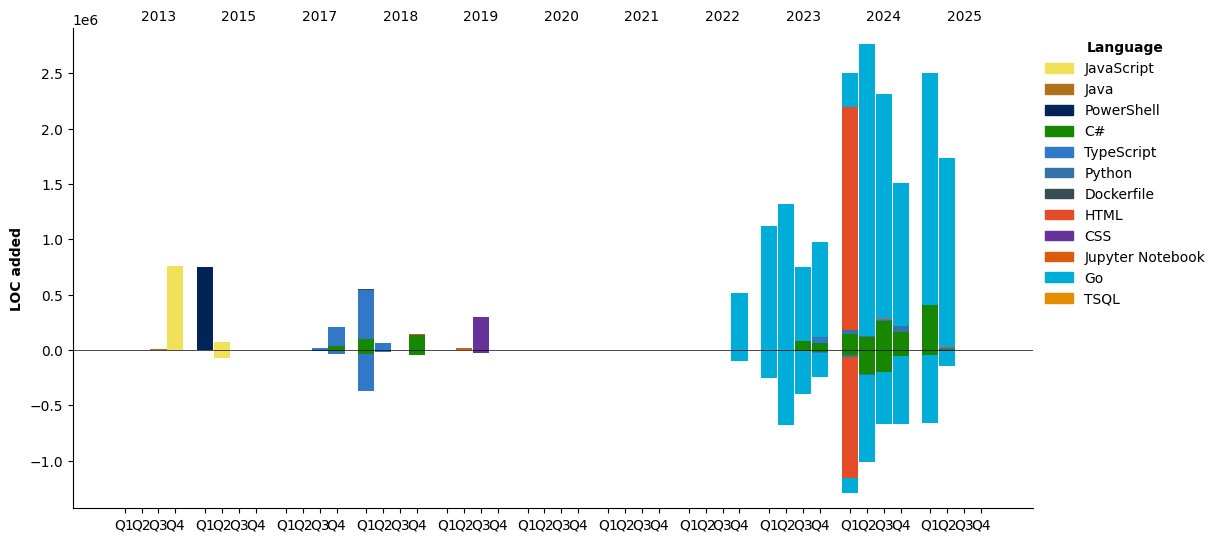 1e6
2013 2015 2017 2018 2019 2020 2021 2022 2023 2024 2025
Language
JavaScript
Java
PowerShell
C#
TypeScript
Python
Dockerfile
HTML
CSS
Jupyter Notebook
Go
TSQL
LOC added
2.5
2.0
1.5
1.0
0.5
0.0
−0.5
−1.0
Q1Q2Q3Q4 Q1Q2Q3Q4 Q1Q2Q3Q4 Q1Q2Q3Q4 Q1Q2Q3Q4 Q1Q2Q3Q4 Q1Q2Q3Q4 Q1Q2Q3Q4 Q1Q2Q3Q4 Q1Q2Q3Q4 Q1Q2Q3Q4